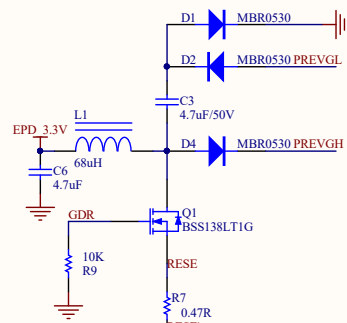 D1 MBR0530
D2 MBR0530 PREVGL
C3
4.7uF/50V
L1
EPD_3.3V
68uH
D4 MBR0530 PREVGH
C6
4.7uF
Q1
GDR
BSS138LT1G
10K
R9
RESE
R7
0.47R